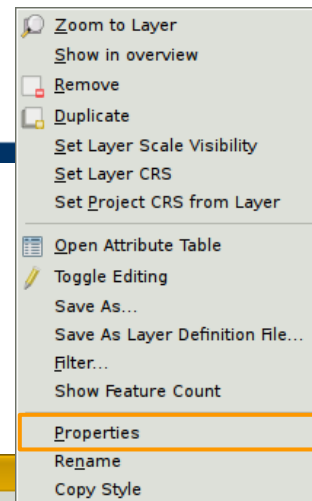 Zoom to Layer
Show in overview
Remove
Duplicate
Set Layer Scale Visibility
Set Layer CRS
Set Project CRS from Layer
Open Attribute Table
Toggle Editing
Save As...
Save As Layer Definition File...
Filter...
Show Feature Count
Properties
Rename
Copy Style